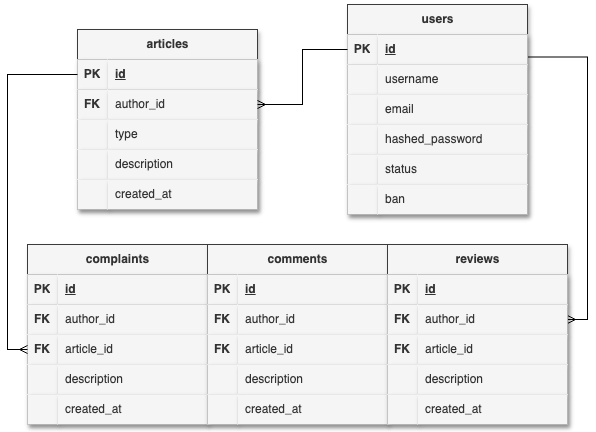 articles
PK id
FK author_id
type
description
created_at
users
PK id
username
email
hashed_password
status
ban
complaints comments reviews
PK id PK id PK id
FK author_id FK author_id FK author_id
FK article_id FK article_id FK article_id
description description description
created_at created_at created_at